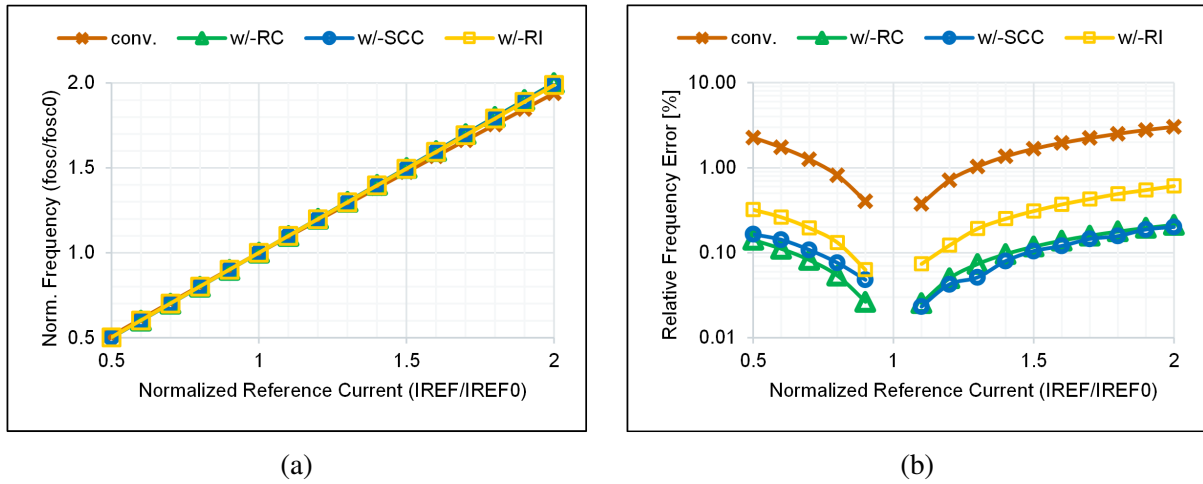 conv. w/-RC w/-SCC w/-RI
Norm. Frequency (fosc/fosc0)
2.0
1.5
1.0
0.5
0.5 1 1.5 2
Normalized Reference Current (IREF/IREF0)
(a)
conv. w/-RC w/-SCC w/-RI
Relative Frequency Error [%]
10.00
1.00
0.10
0.01
0.5 1 1.5 2
Normalized Reference Current (IREF/IREF0)
(b)